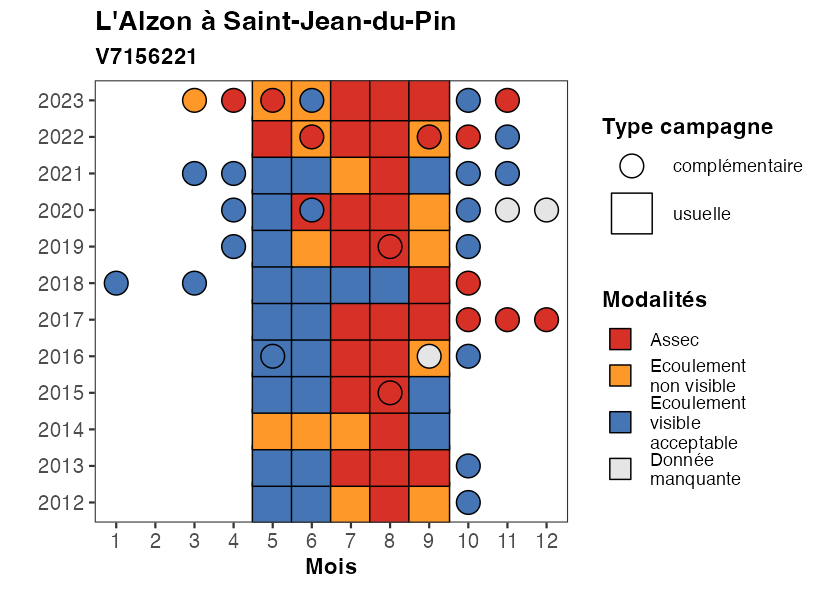 L'Alzon à Saint-Jean-du-Pin
V7156221
2023
2022
2021
2020
2019
2018
2017
2016
2015
2014
2013
2012
1 2 3 4 5 6 7 8 9 10 11 12
Mois
Type campagne
complémentaire
usuelle
Modalités
Assec
Ecoulement
non visible
Ecoulement
visible
acceptable
Donnée
manquante